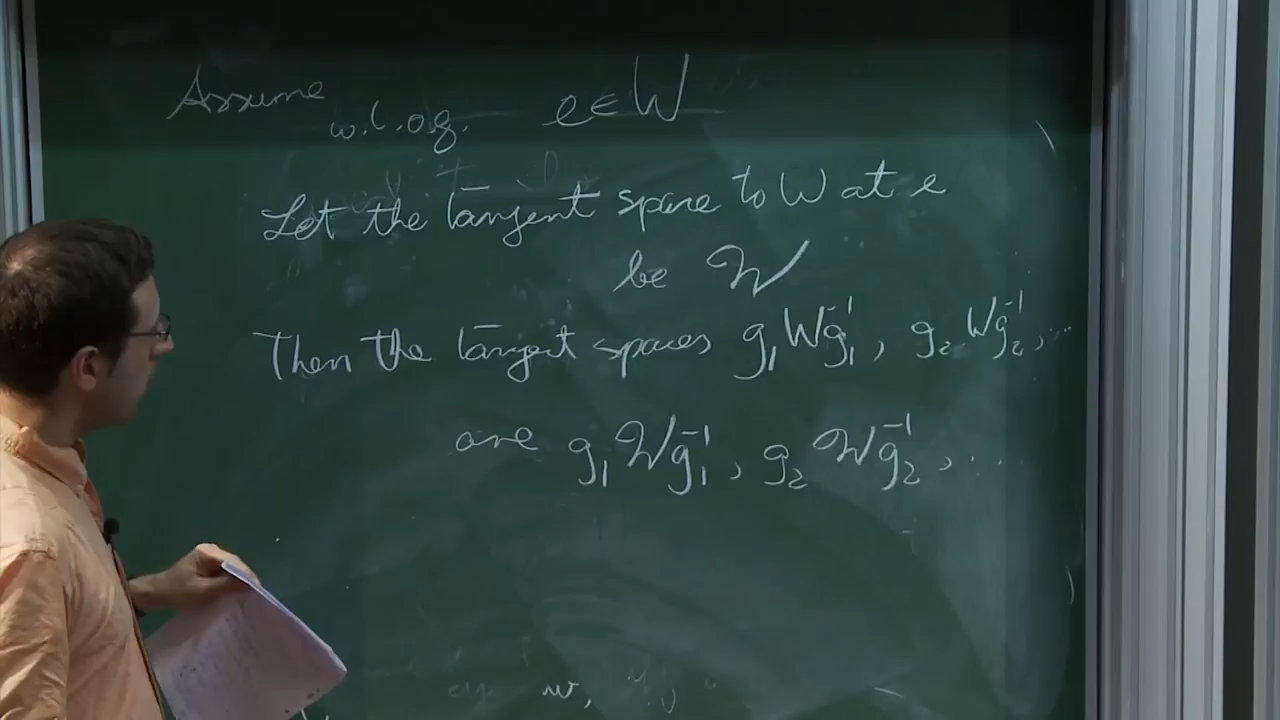 Assume
w.l.o.g. e∈W
Let the tangent space to W at e
be 𝒲
Then the tangent spaces g₁Wg₁⁻¹, g₂Wg₂⁻¹, ...
are g₁𝒲g₁⁻¹, g₂𝒲g₂⁻¹, ...